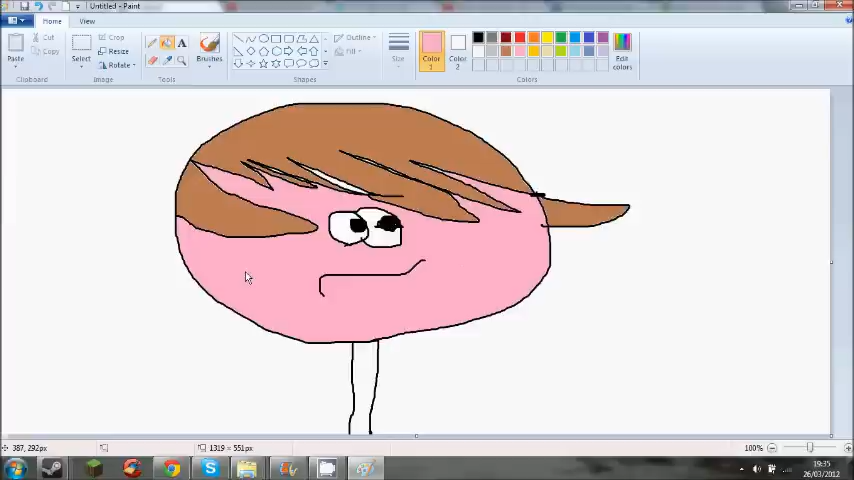 Untitled - Paint
Home View
Paste
Cut
Copy
Clipboard
Select
Crop
Resize
Rotate
Image
A
Tools
Brushes
Shapes
Outline
Fill
Size
Color
1
Color
2
Colors
Edit
colors
387, 292px
1319 × 551px
100%
19:35
26/03/2012